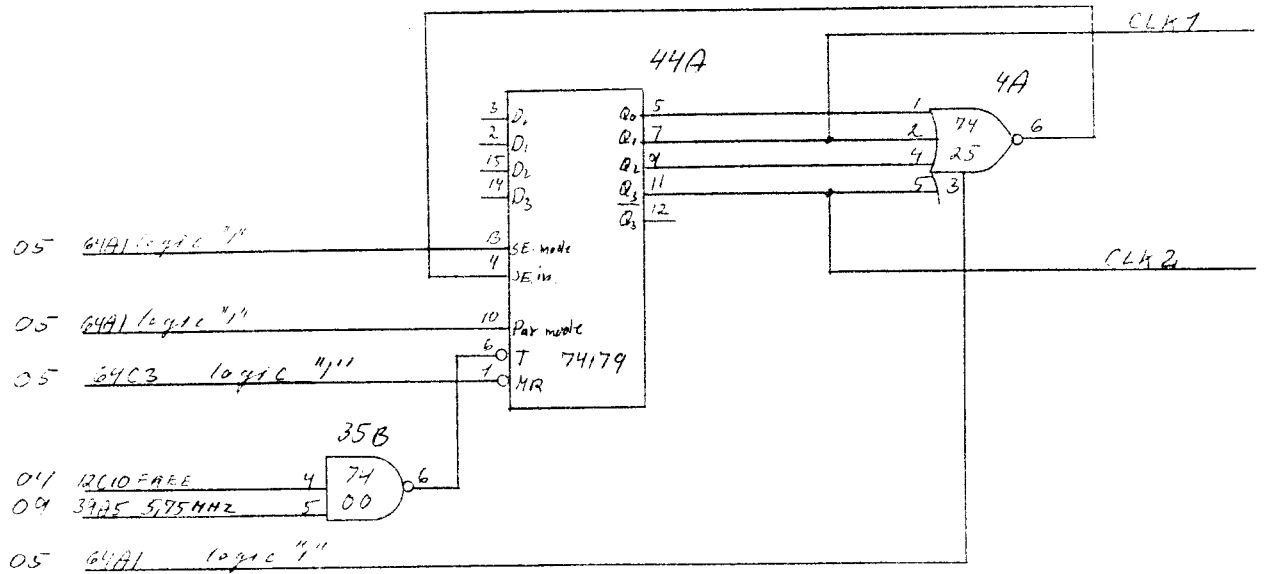 CLK1
44A
4A
3 D0 Q0 5 1
2 D1 Q1 7 2 74 6
15 D2 Q2 9 4 25
14 D3 Q3 11 5 3
Q3 12
05 64A1 logic "1" 13 SE. mode
4 SE in.
CLK2
05 64A1 logic "1" 10 Par mode
6 T 74179
05 64C3 logic "1" 1 MR
35B
04 12C10 FREE 4 74 6
09 39A5 5,75 MHZ 5 00
05 64A1 logic "1"